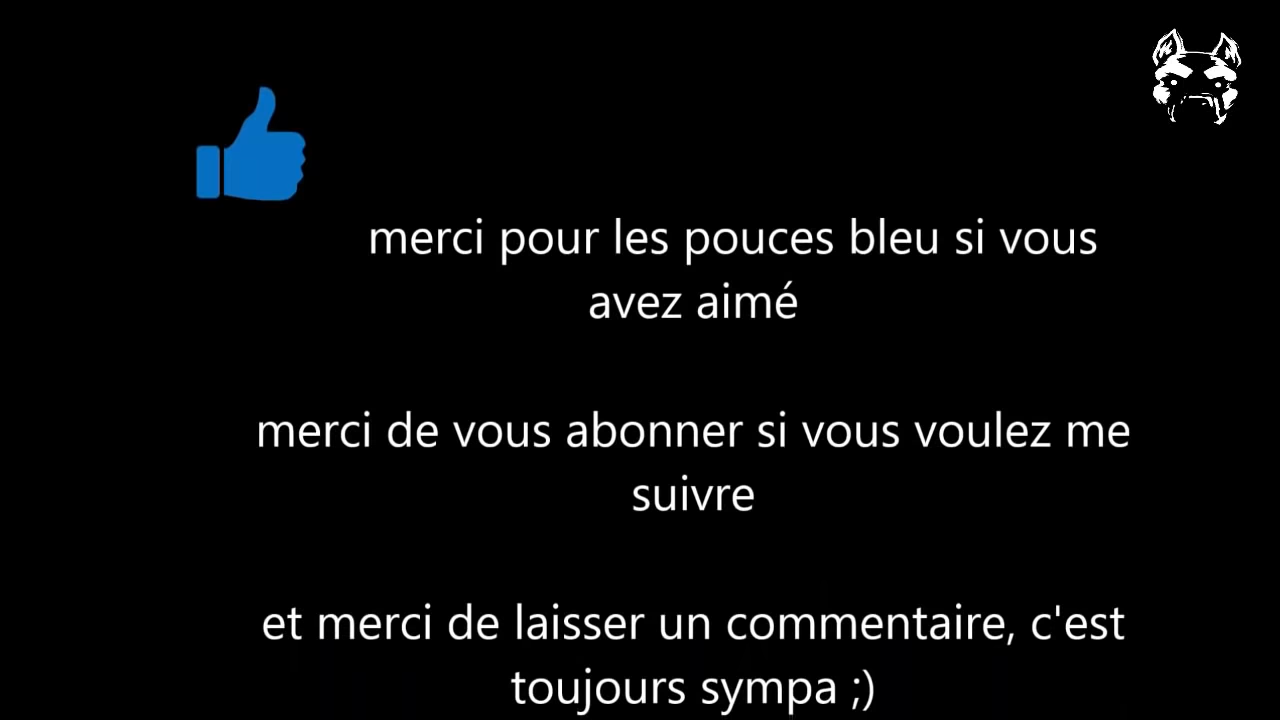 merci pour les pouces bleu si vous
avez aimé
merci de vous abonner si vous voulez me
suivre
et merci de laisser un commentaire, c'est
toujours sympa ;)